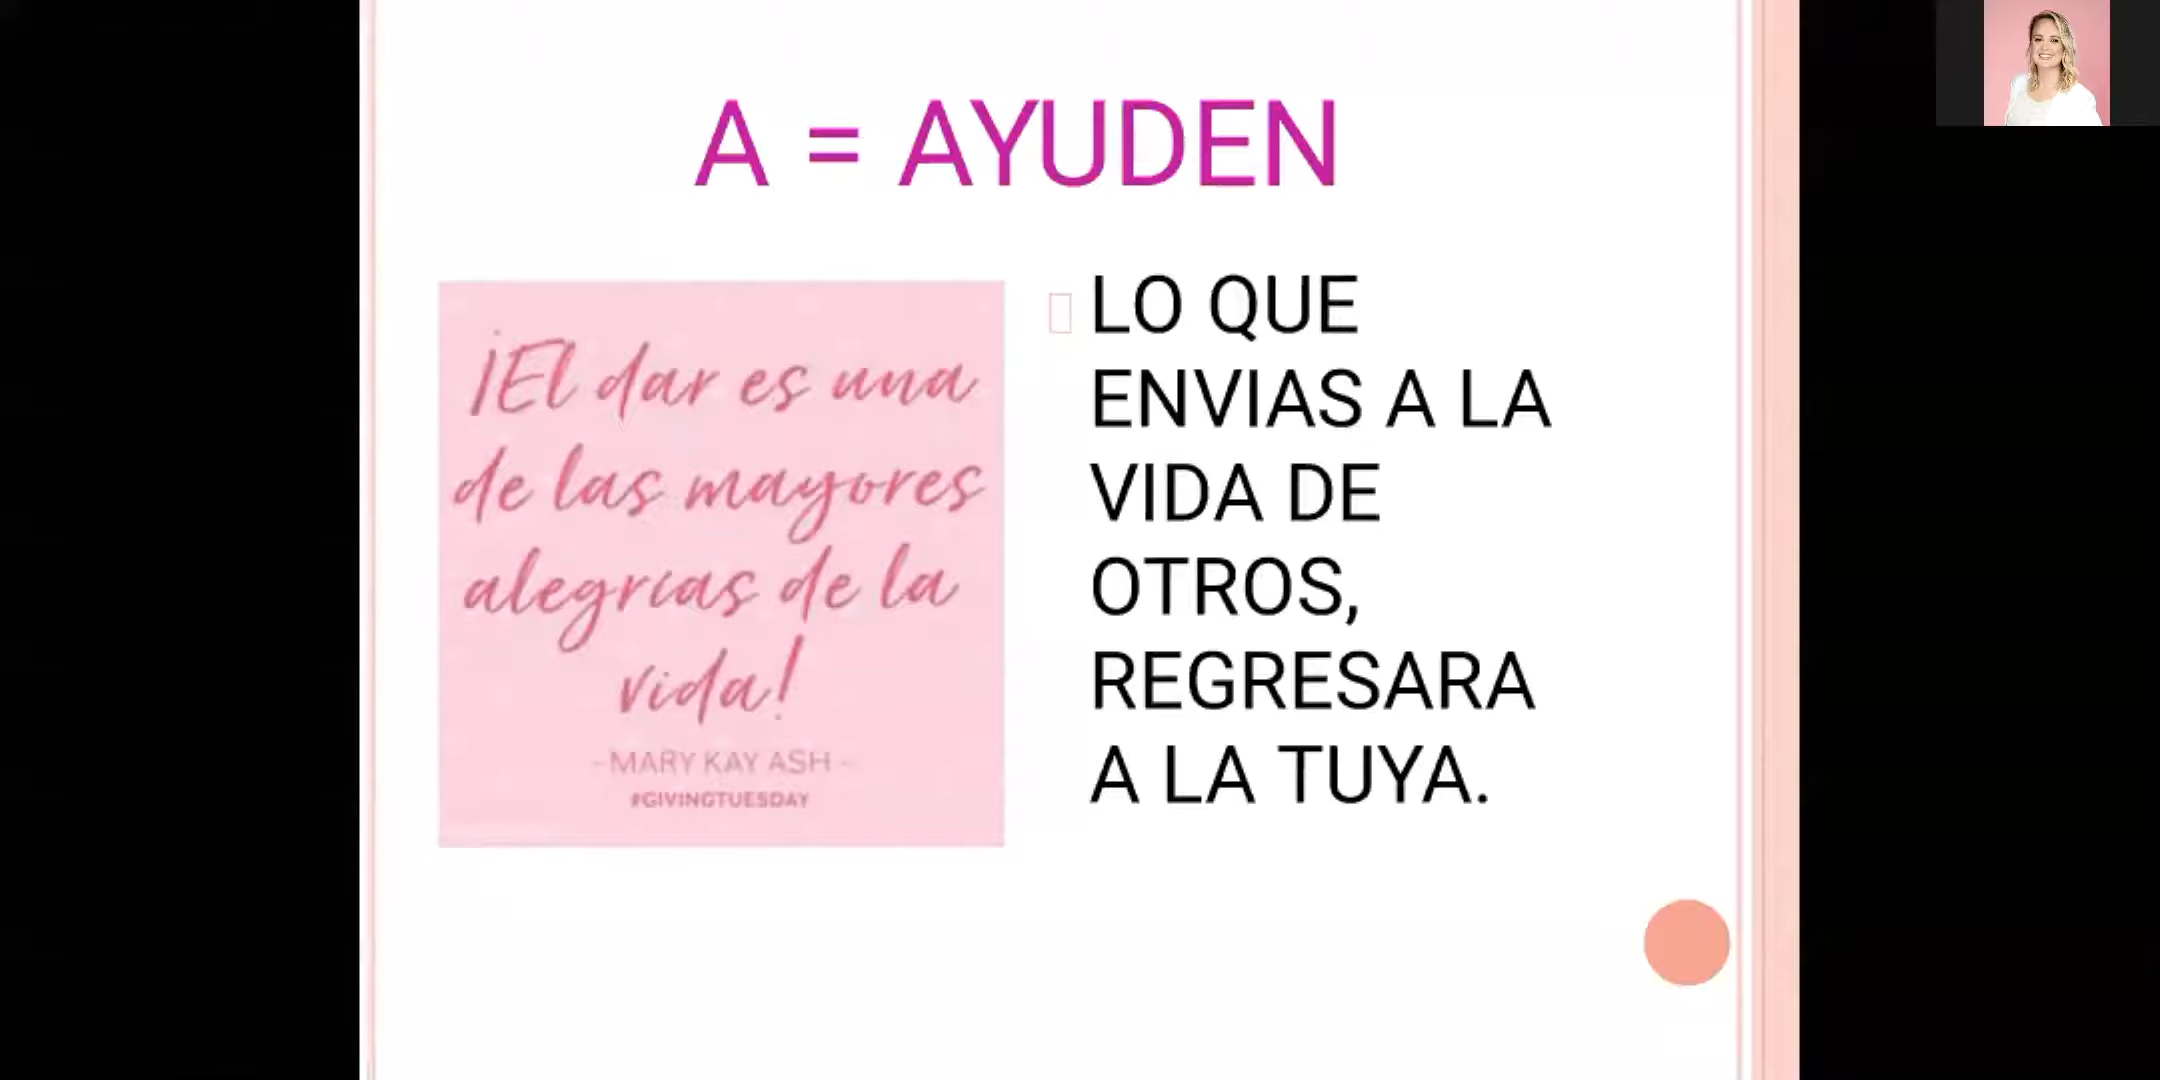 A = AYUDEN
¡El dar es una
de las mayores
alegrías de la
vida!
- MARY KAY ASH -
#GIVINGTUESDAY
LO QUE
ENVIAS A LA
VIDA DE
OTROS,
REGRESARA
A LA TUYA.